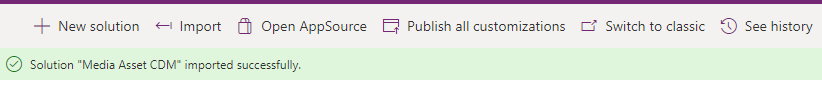 New solution Import Open AppSource Publish all customizations Switch to classic See history
Solution "Media Asset CDM" imported successfully.